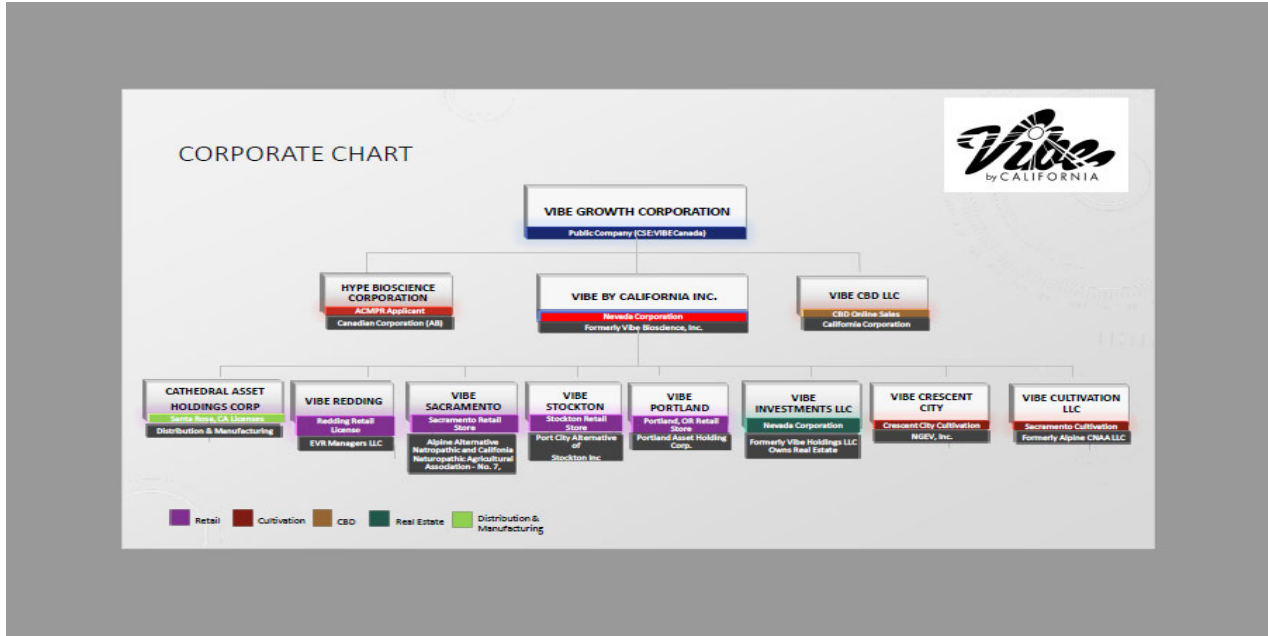 Vibe
by CALIFORNIA
CORPORATE CHART
VIBE GROWTH CORPORATION
Public Company (CSE:VIBE Canada)
HYPE BIOSCIENCE
CORPORATION
ACMPR Applicant
Canadian Corporation (AB)
VIBE BY CALIFORNIA INC.
Nevada Corporation
Formerly Vibe Bioscience, Inc.
VIBE CBD LLC
CBD Online Sales
California Corporation
CATHEDRAL ASSET
HOLDINGS CORP
Santa Rosa, CA Licenses
Distribution & Manufacturing
VIBE REDDING
Redding Retail
License
EVR Managers LLC
VIBE
SACRAMENTO
Sacramento Retail
Store
Alpine Alternative
Natropathic and Califonia
Naturopathic Agricultural
Association - No. 7,
VIBE
STOCKTON
Stockton Retail
Store
Port City Alternative
of
Stockton Inc
VIBE
PORTLAND
Portland, OR Retail
Store
Portland Asset Holding
Corp.
VIBE
INVESTMENTS LLC
Nevada Corporation
Formerly Vibe Holdings LLC
Owns Real Estate
VIBE CRESCENT
CITY
Crescent City Cultivation
NGEV, Inc.
VIBE CULTIVATION
LLC
Sacramento Cultivation
Formerly Alpine CNAA LLC
Retail
Cultivation
CBD
Real Estate
Distribution &
Manufacturing